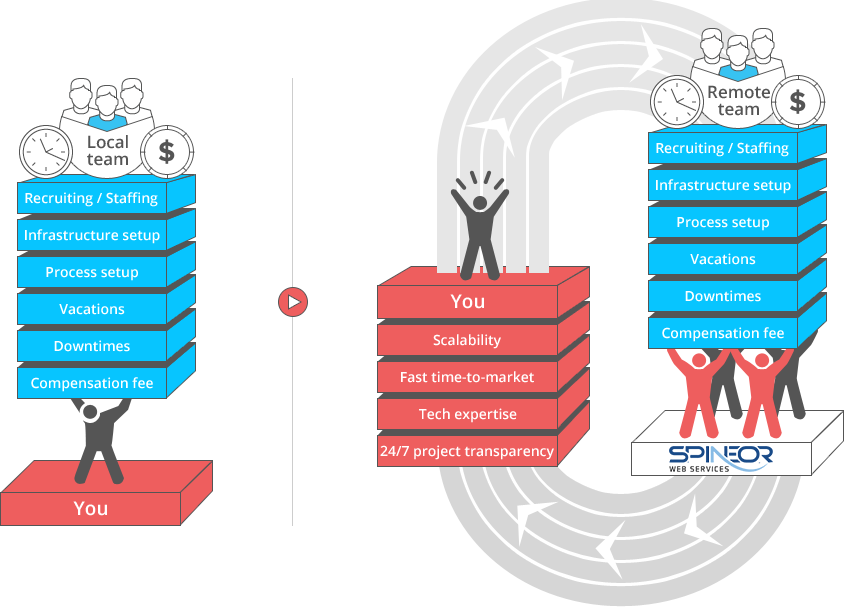 Local
team
$
Recruiting / Staffing
Infrastructure setup
Process setup
Vacations
Downtimes
Compensation fee
You
You
Scalability
Fast time-to-market
Tech expertise
24/7 project transparency
Remote
team
$
Recruiting / Staffing
Infrastructure setup
Process setup
Vacations
Downtimes
Compensation fee
SPINEOR
WEB SERVICES